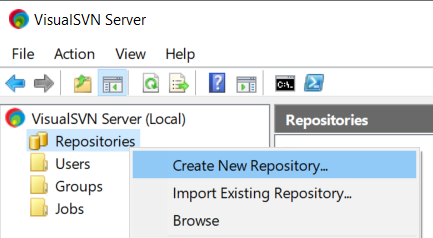 VisualSVN Server
File Action View Help
VisualSVN Server (Local)
Repositories
Users
Groups
Jobs
Repositories
Create New Repository...
Import Existing Repository...
Browse